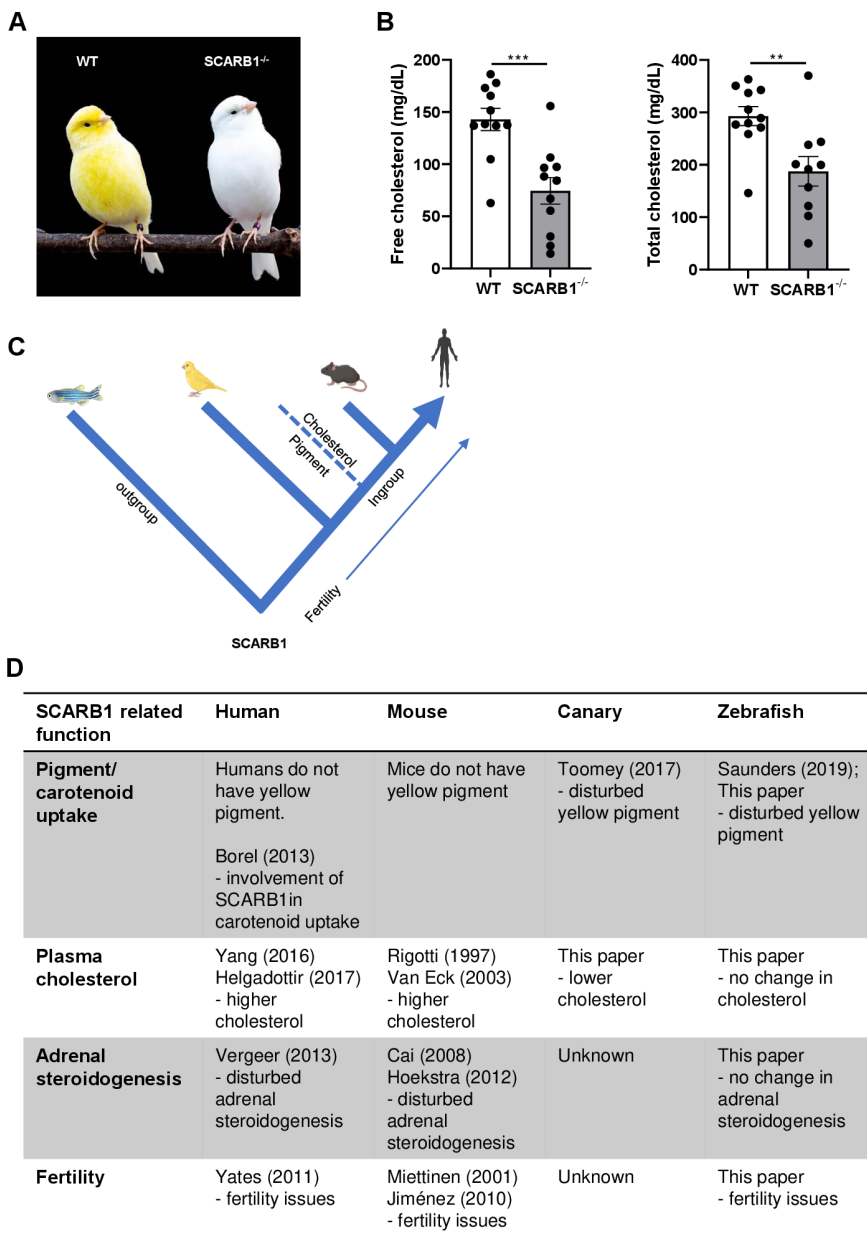 A
WT
SCARB1-/-
B
Free cholesterol (mg/dL)
200
150
100
50
0
***
WT
SCARB1-/-
Total cholesterol (mg/dL)
400
300
200
100
0
**
WT
SCARB1-/-
C
outgroup
Cholesterol
Pigment
Ingroup
Fertility
SCARB1
D
SCARB1 related
function
Human
Mouse
Canary
Zebrafish
Pigment/
carotenoid
uptake
Humans do not
have yellow
pigment.
Borel (2013)
- involvement of
SCARB1in
carotenoid uptake
Mice do not have
yellow pigment
Toomey (2017)
- disturbed
yellow pigment
Saunders (2019);
This paper
- disturbed yellow
pigment
Plasma
cholesterol
Yang (2016)
Helgadottir (2017)
- higher
cholesterol
Rigotti (1997)
Van Eck (2003)
- higher
cholesterol
This paper
- lower
cholesterol
This paper
- no change in
cholesterol
Adrenal
steroidogenesis
Vergeer (2013)
- disturbed
adrenal
steroidogenesis
Cai (2008)
Hoekstra (2012)
- disturbed
adrenal
steroidogenesis
Unknown
This paper
- no change in
adrenal
steroidogenesis
Fertility
Yates (2011)
- fertility issues
Miettinen (2001)
Jiménez (2010)
- fertility issues
Unknown
This paper
- fertility issues